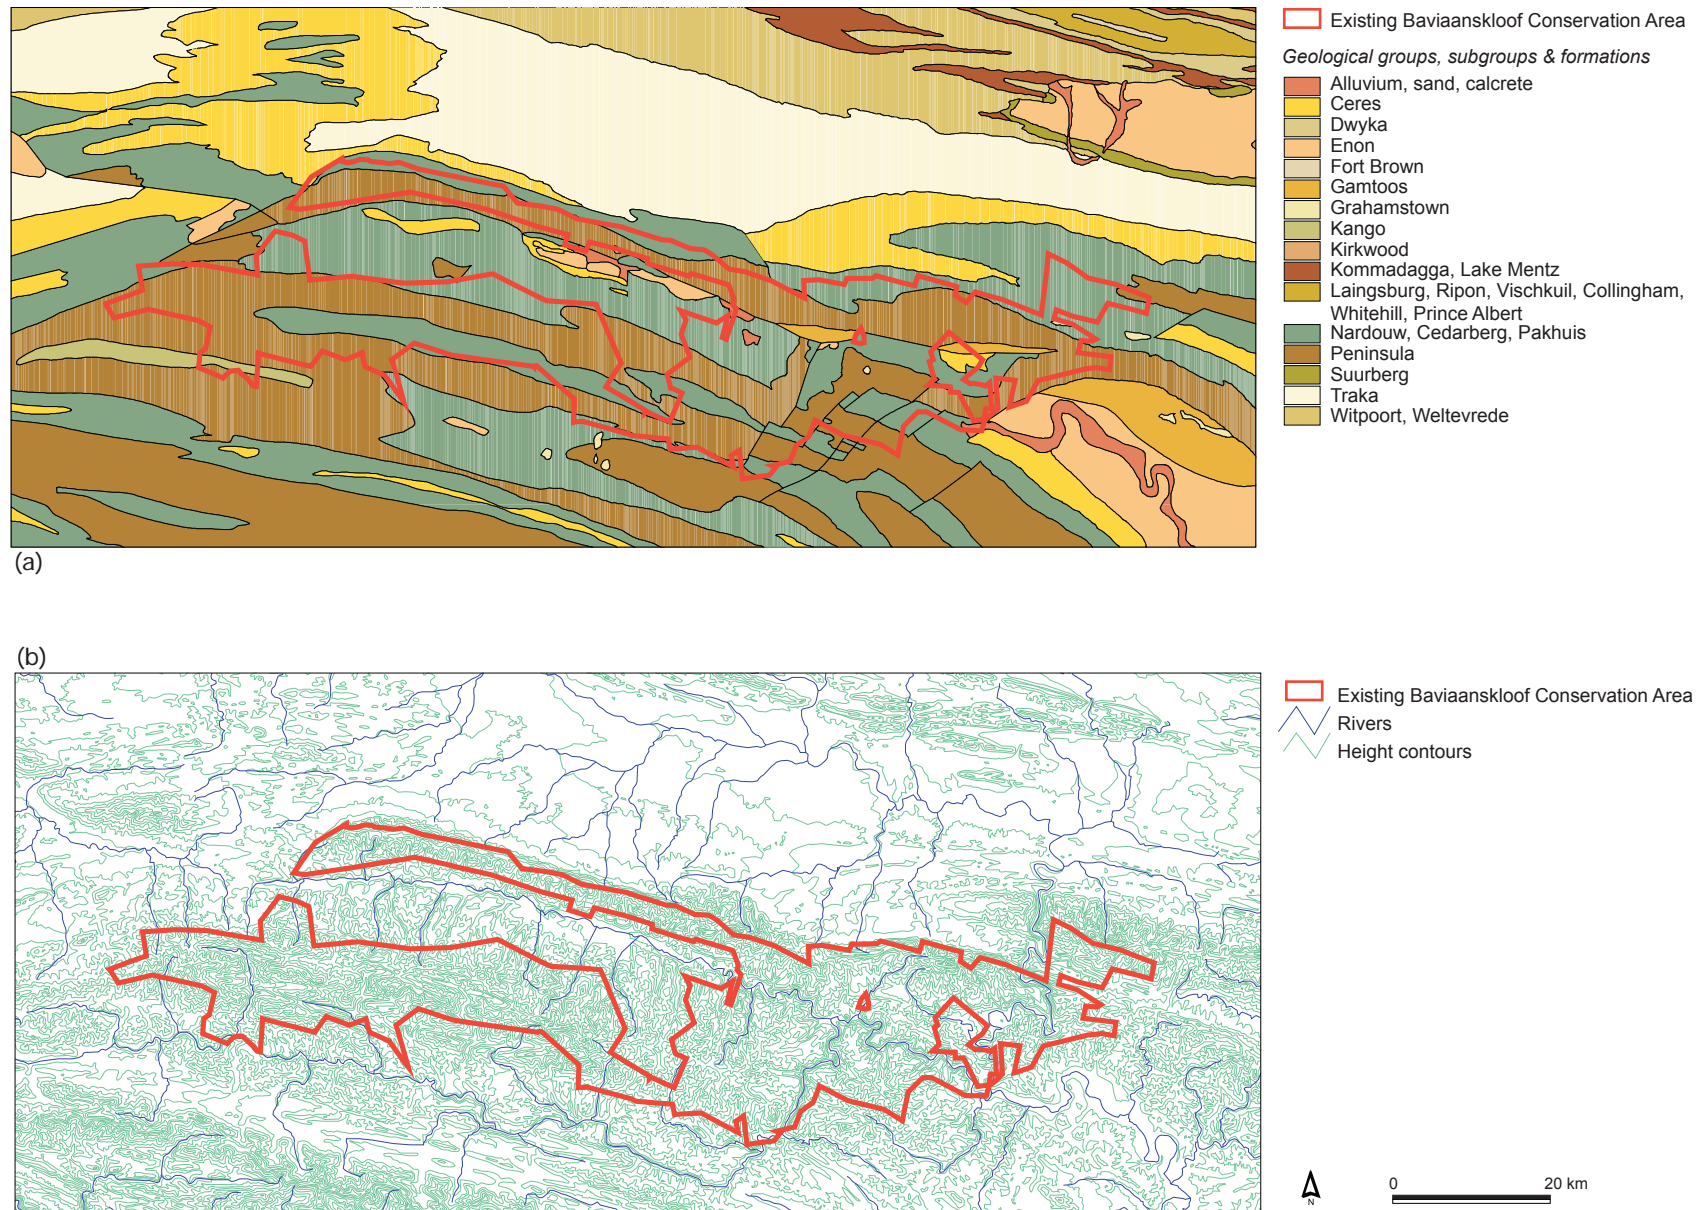 Existing Baviaanskloof Conservation Area
Geological groups, subgroups & formations
Alluvium, sand, calcrete
Ceres
Dwyka
Enon
Fort Brown
Gamtoos
Grahamstown
Kango
Kirkwood
Kommadagga, Lake Mentz
Laingsburg, Ripon, Vischkuil, Collingham,
Whitehill, Prince Albert
Nardouw, Cedarberg, Pakhuis
Peninsula
Suurberg
Traka
Witpoort, Weltevrede
(a)
(b)
Existing Baviaanskloof Conservation Area
Rivers
Height contours
N
0 20 km